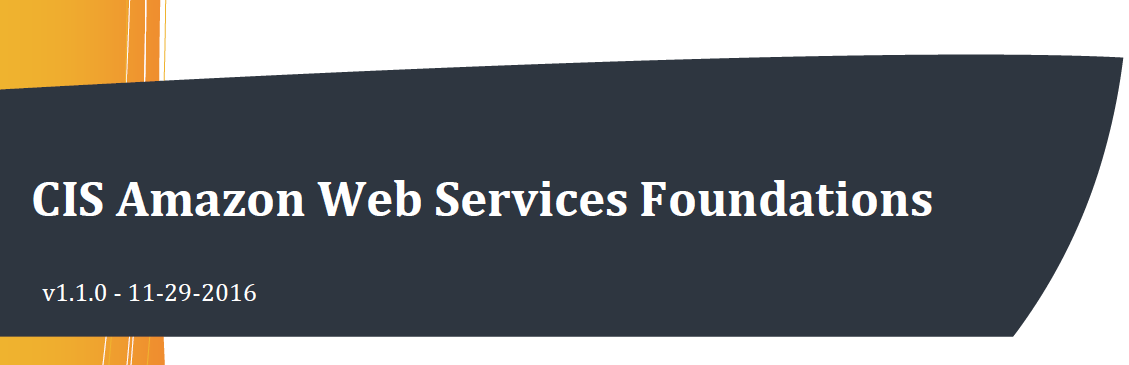 CIS Amazon Web Services Foundations
v1.1.0 - 11-29-2016